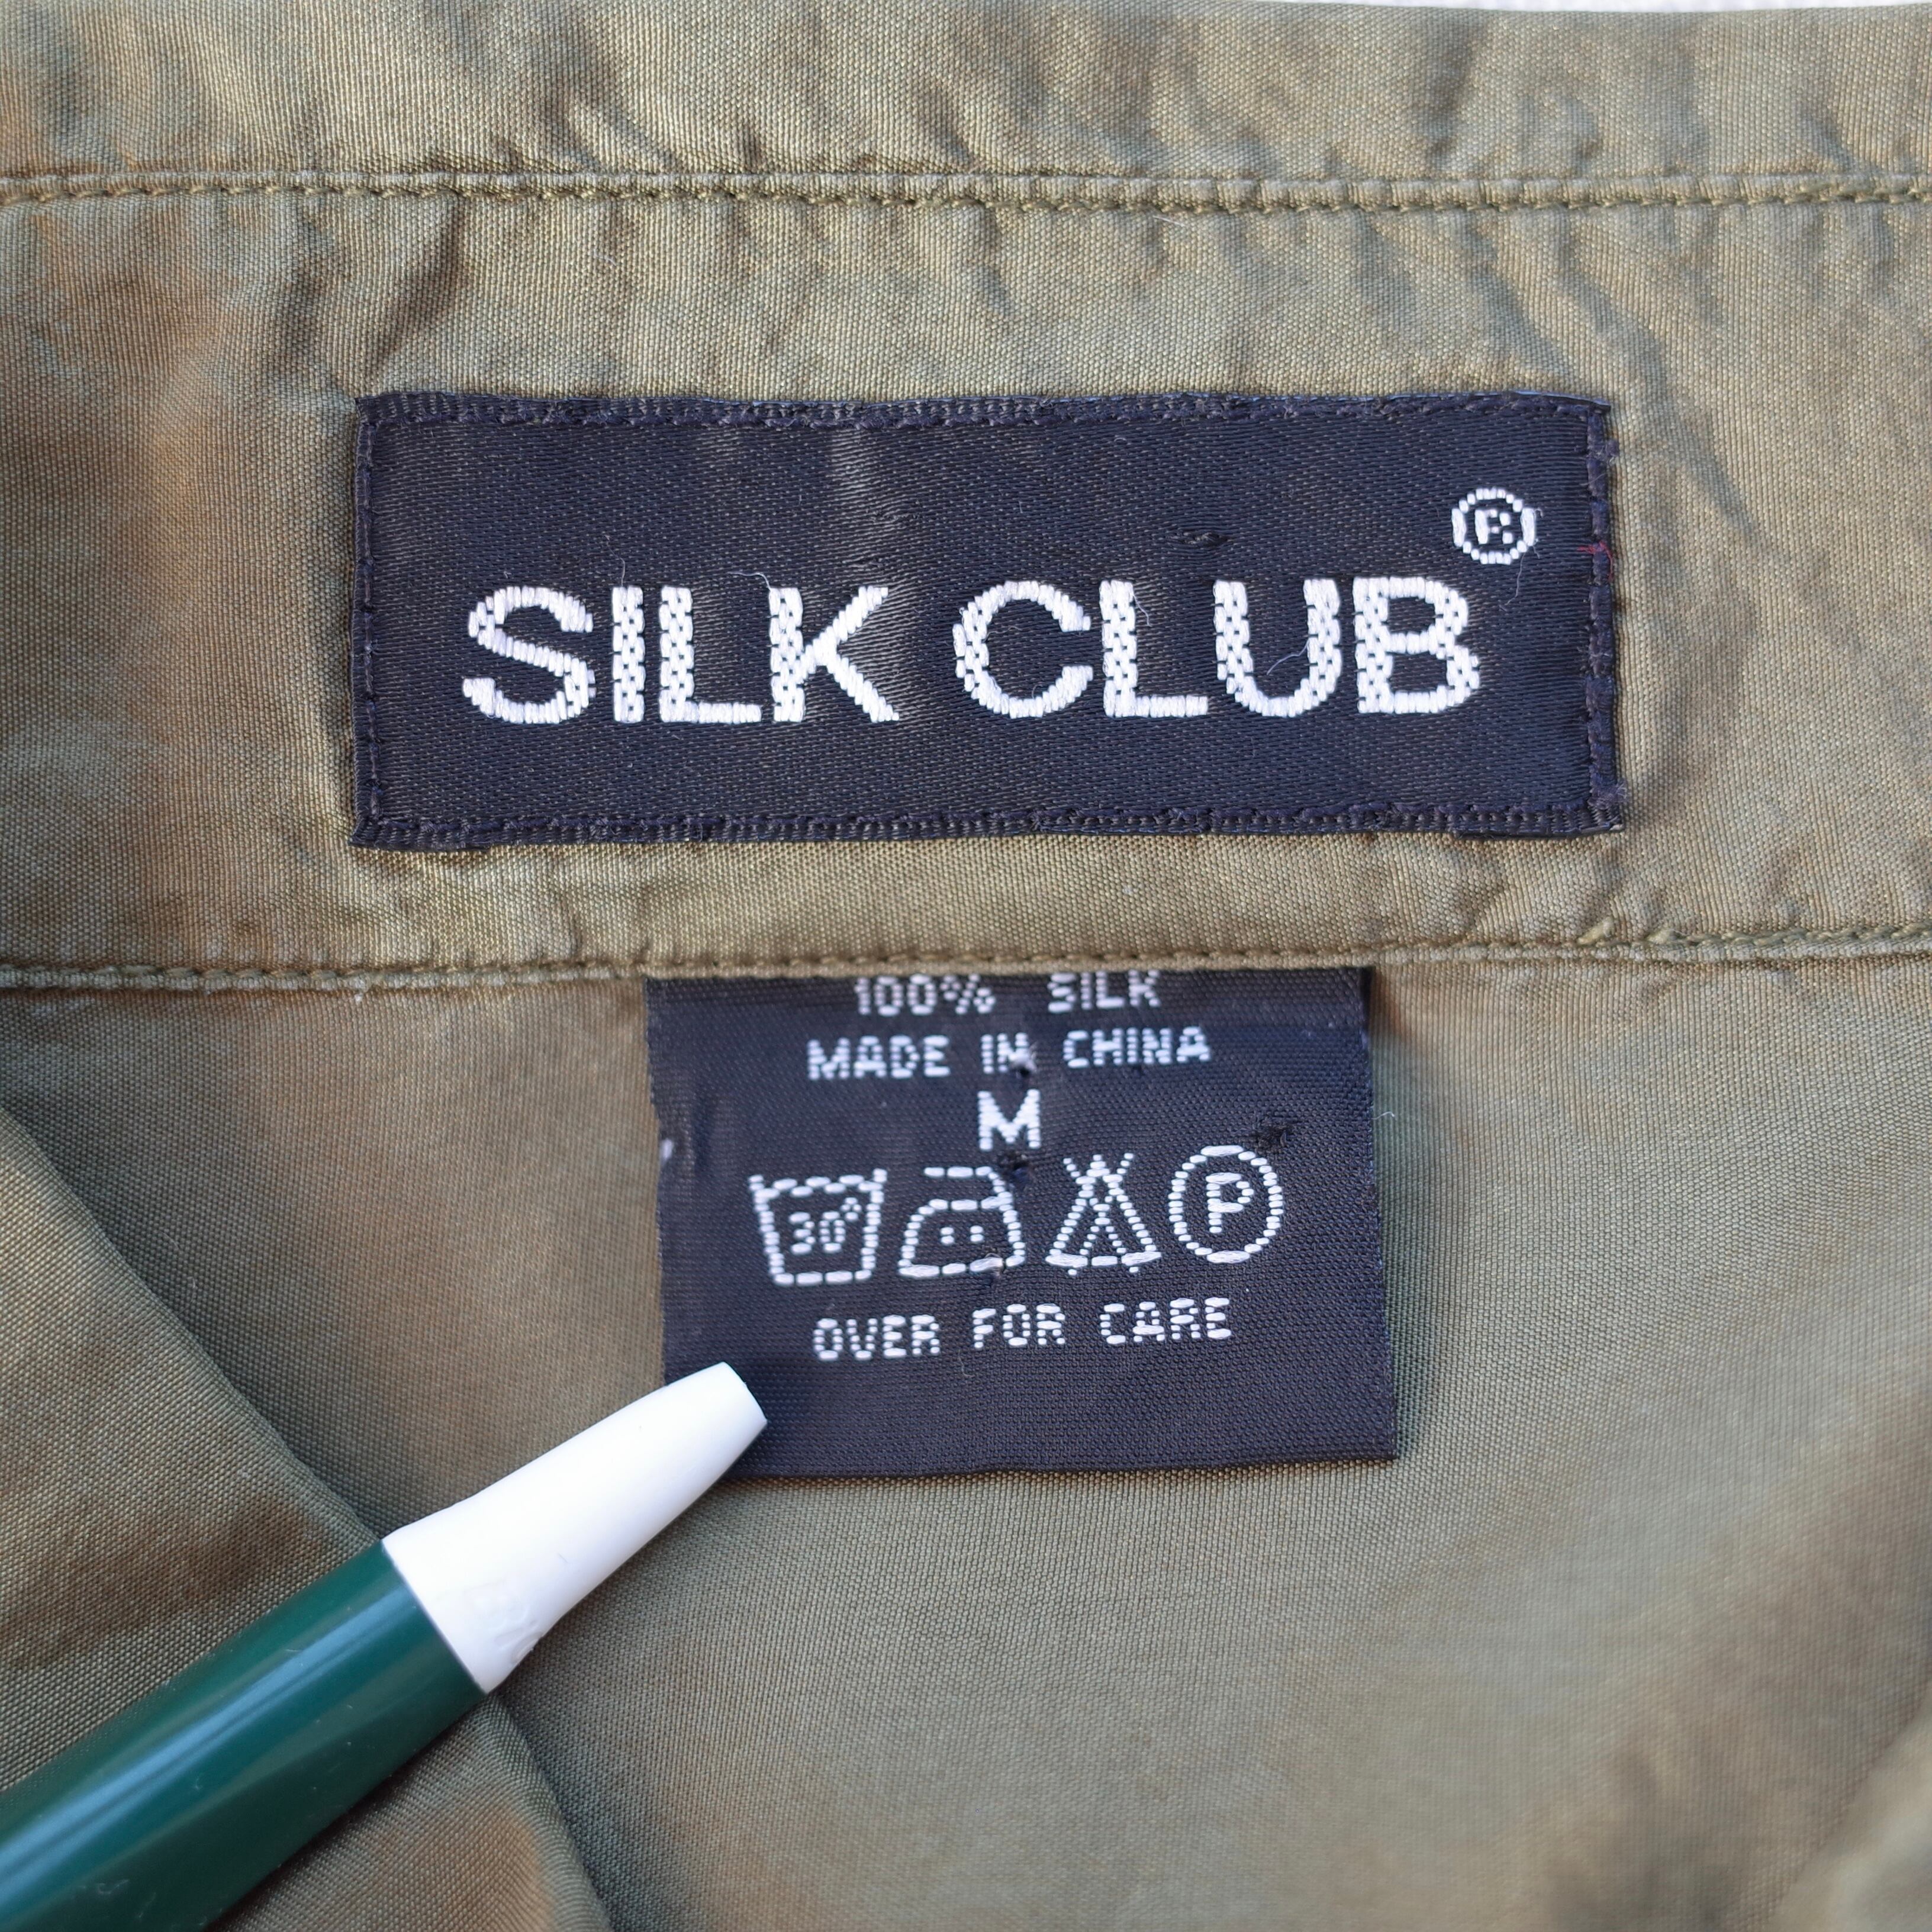 SILK CLUB ®
100% SILK
MADE IN CHINA
M
30°
P
OVER FOR CARE